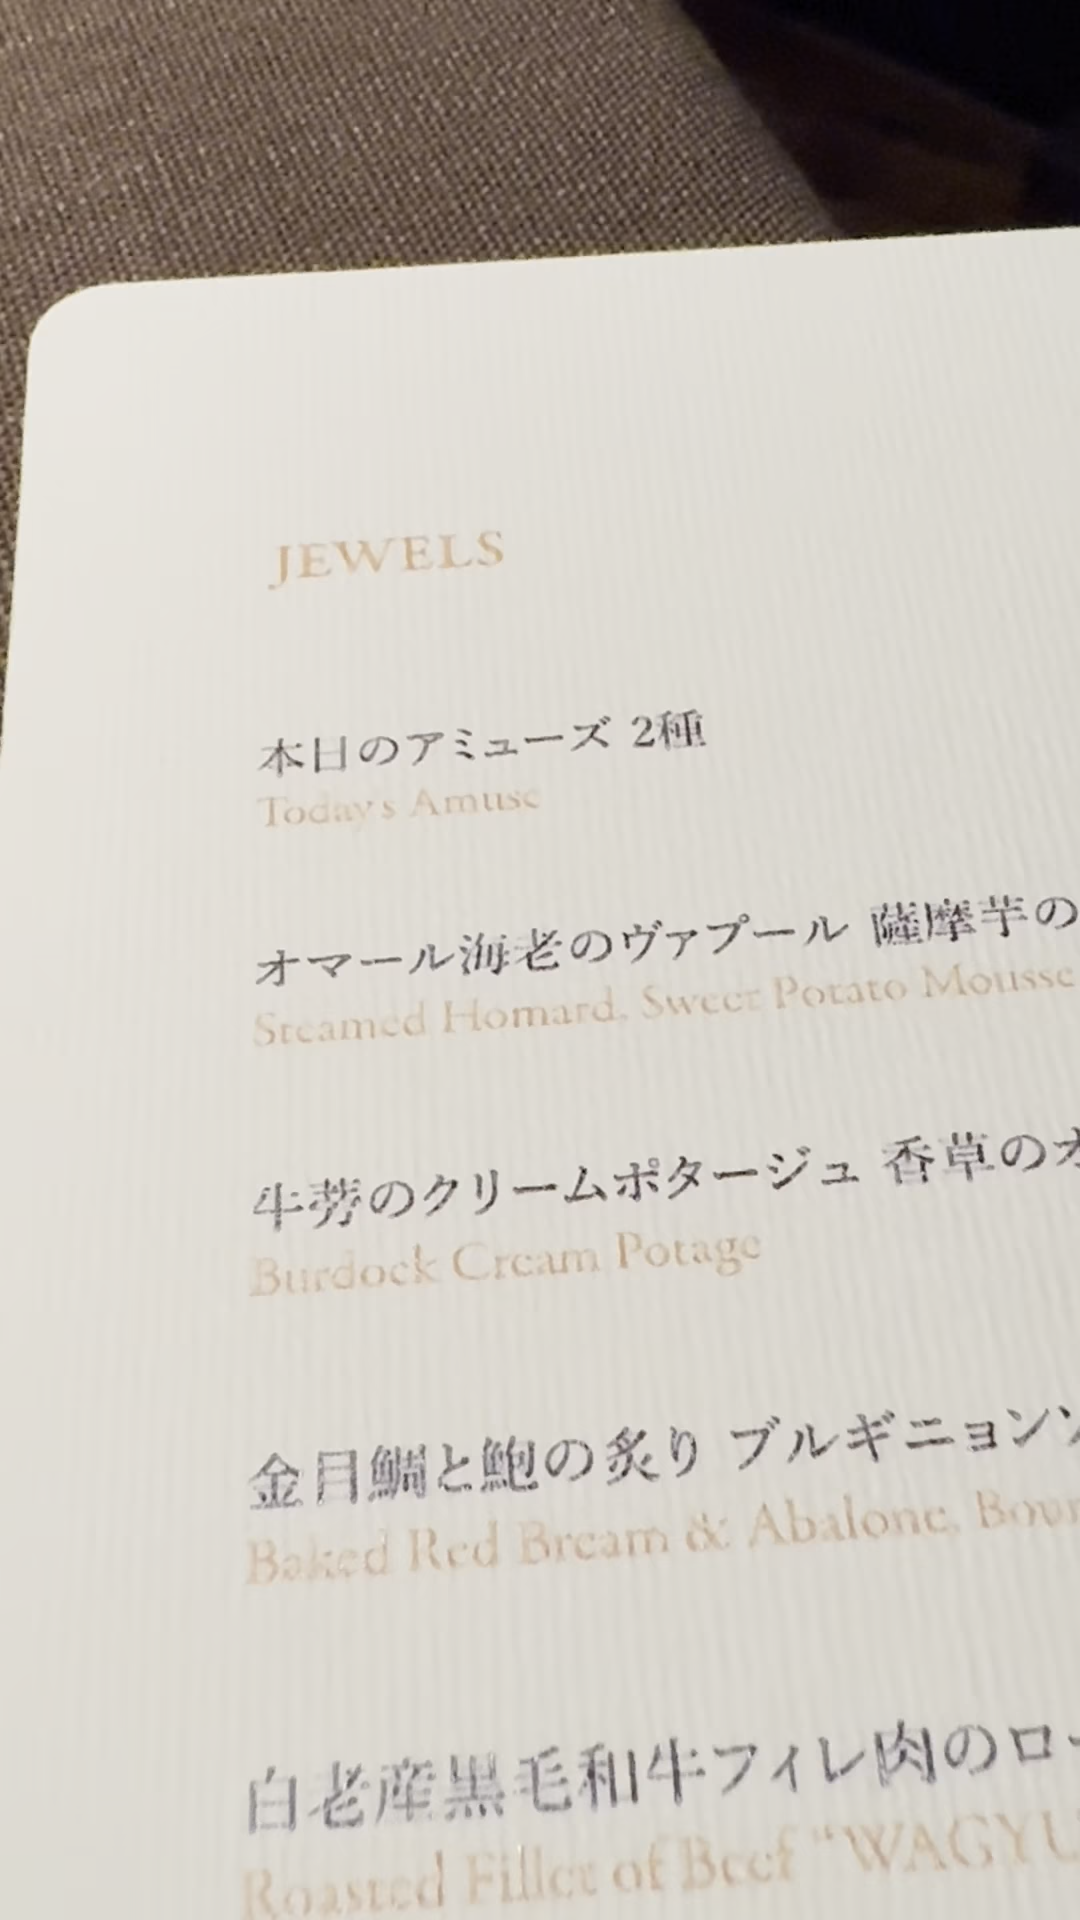 JEWELS
本日のアミューズ 2種
Today's Amuse
オマール海老のヴァプール 薩摩芋の
Steamed Homard, Sweet Potato Mousse
牛蒡のクリームポタージュ 香草のオ
Burdock Cream Potage
金目鯛と鮑の炙り ブルギニョンソ
Baked Red Bream & Abalone, Bour
白老産黒毛和牛フィレ肉のロー
Roasted Fillet of Beef “WAGYU